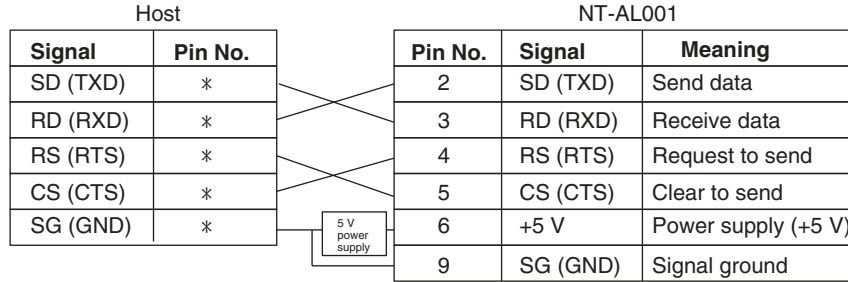 Host NT-AL001
Signal Pin No. Pin No. Signal Meaning
SD (TXD) * 2 SD (TXD) Send data
RD (RXD) * 3 RD (RXD) Receive data
RS (RTS) * 4 RS (RTS) Request to send
CS (CTS) * 5 CS (CTS) Clear to send
SG (GND) * 5 V power supply 6 +5 V Power supply (+5 V)
9 SG (GND) Signal ground